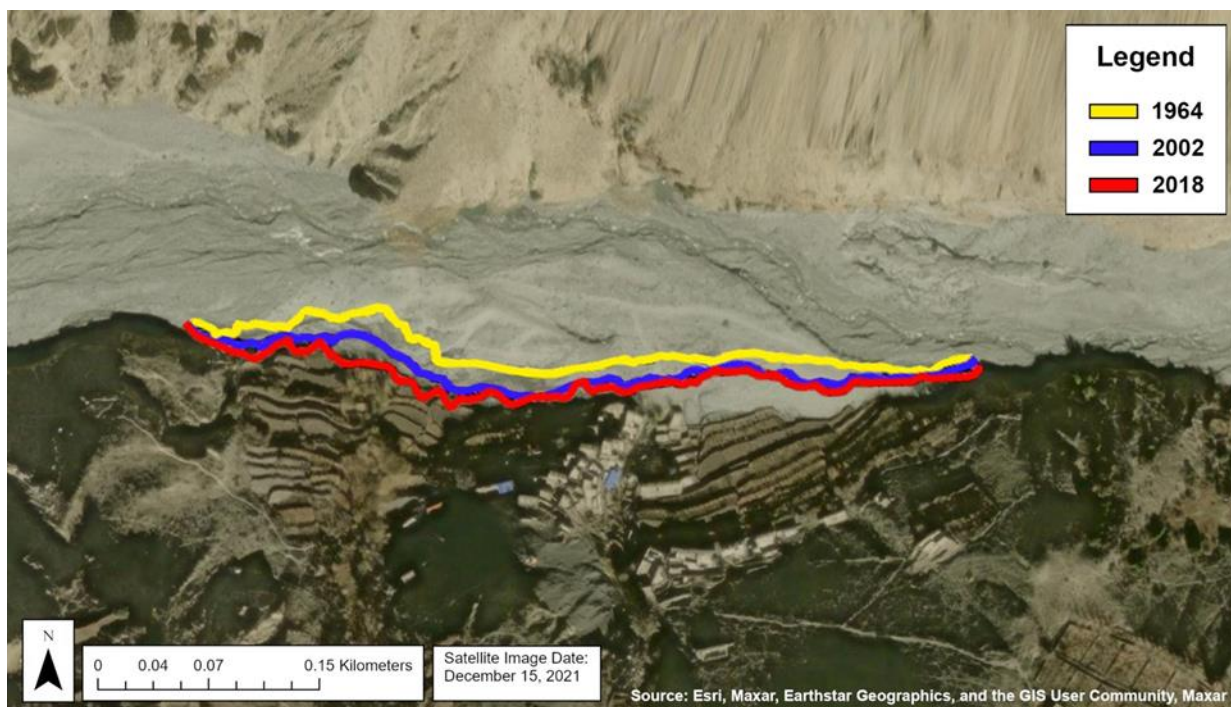 Legend
1964
2002
2018
N
0 0.04 0.07 0.15 Kilometers
Satellite Image Date:
December 15, 2021
Source: Esri, Maxar, Earthstar Geographics, and the GIS User Community, Maxar